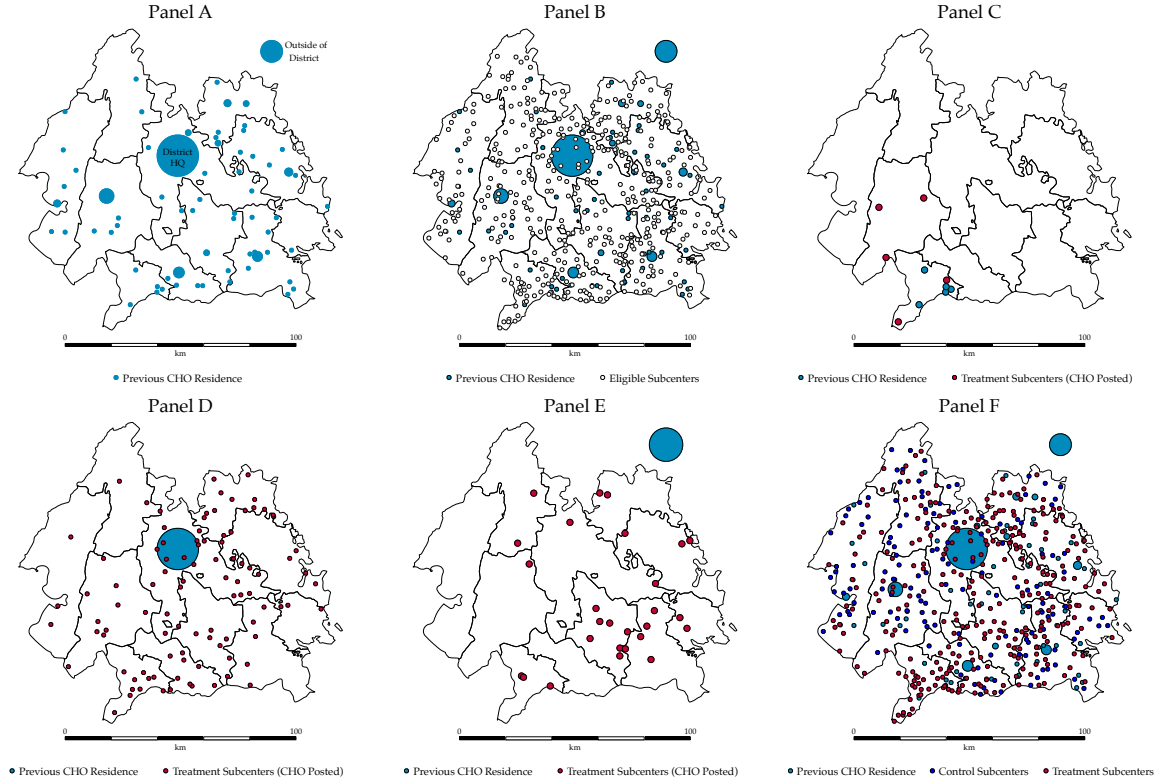 Panel A
Outside of
District
District
HQ
0 100
km
Previous CHO Residence
Panel B
0 100
km
Previous CHO Residence Eligible Subcenters
Panel C
0 100
km
Previous CHO Residence Treatment Subcenters (CHO Posted)
Panel D
0 100
km
Previous CHO Residence Treatment Subcenters (CHO Posted)
Panel E
0 100
km
Previous CHO Residence Treatment Subcenters (CHO Posted)
Panel F
0 100
km
Previous CHO Residence Control Subcenters Treatment Subcenters